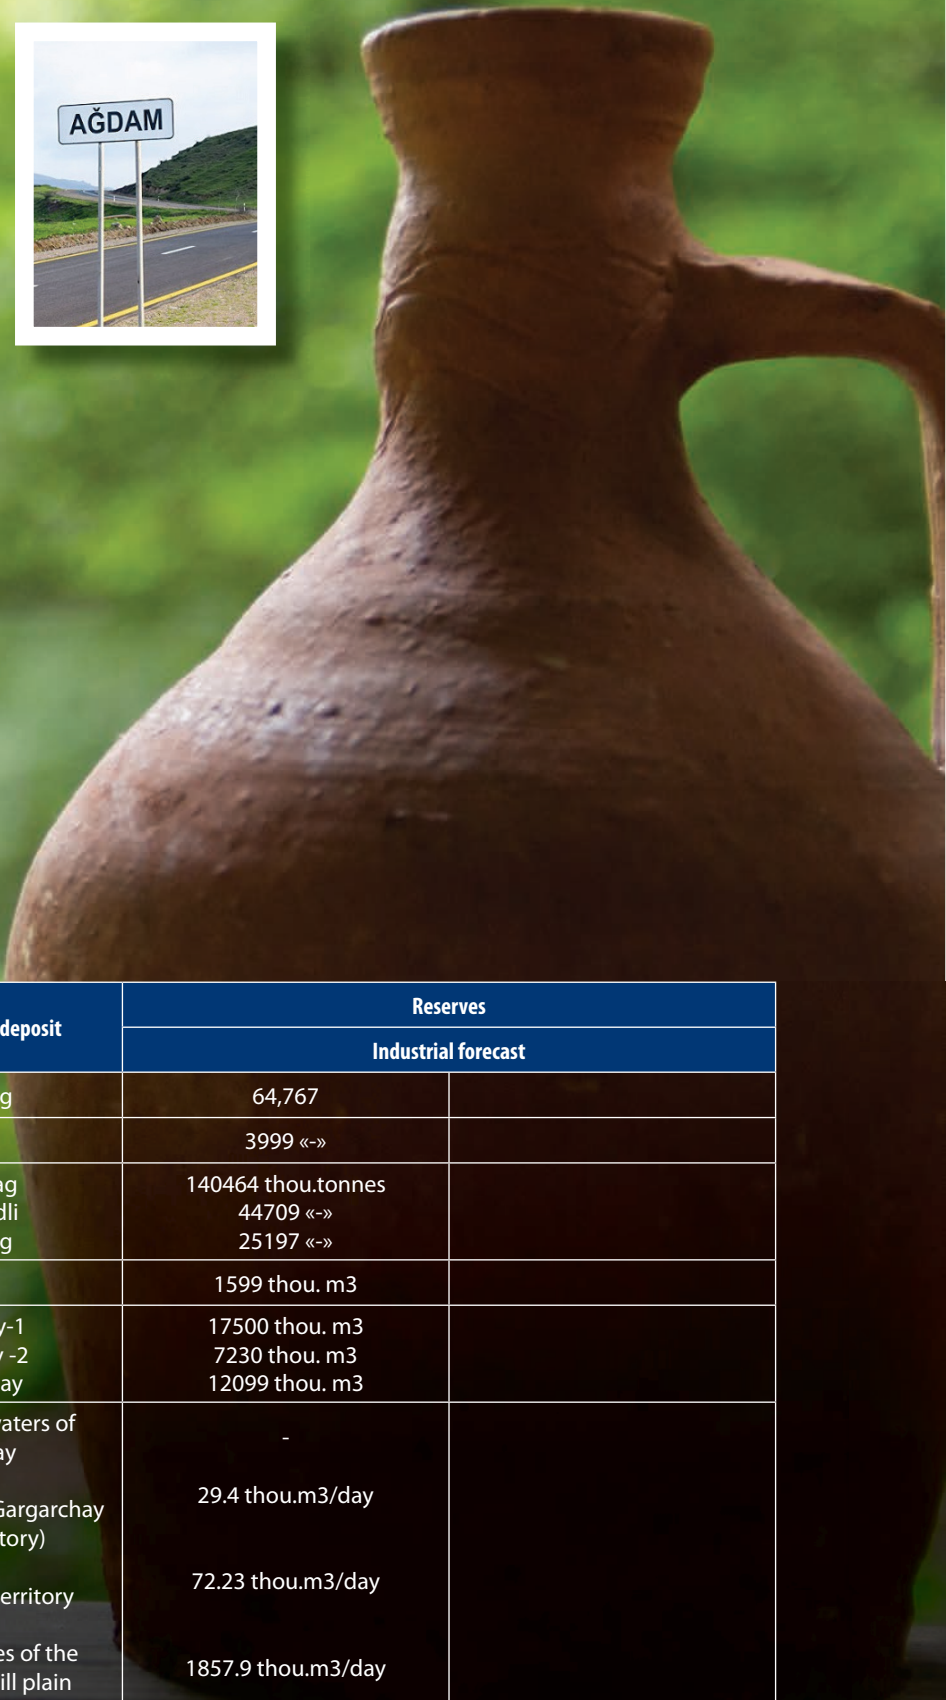 AĞDAM
deposit
Reserves
Industrial forecast
g
64,767
3999 «-»
ag
140464 thou.tonnes
dli
44709 «-»
g
25197 «-»
1599 thou. m3
y-1
17500 thou. m3
y -2
7230 thou. m3
ay
12099 thou. m3
aters of
ay
-
Gargarchay
tory)
29.4 thou.m3/day
erritory
72.23 thou.m3/day
es of the
ill plain
1857.9 thou.m3/day